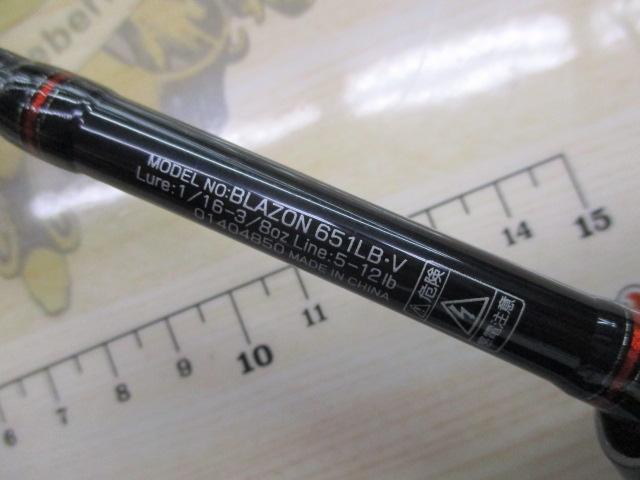 eber
MODEL NO:BLAZON 651LB・V
Lure:1/16-3/8oz Line:5-12lb
01404850 MADE IN CHINA
危険
感電注意
6 7 8 9 10 11 14 15